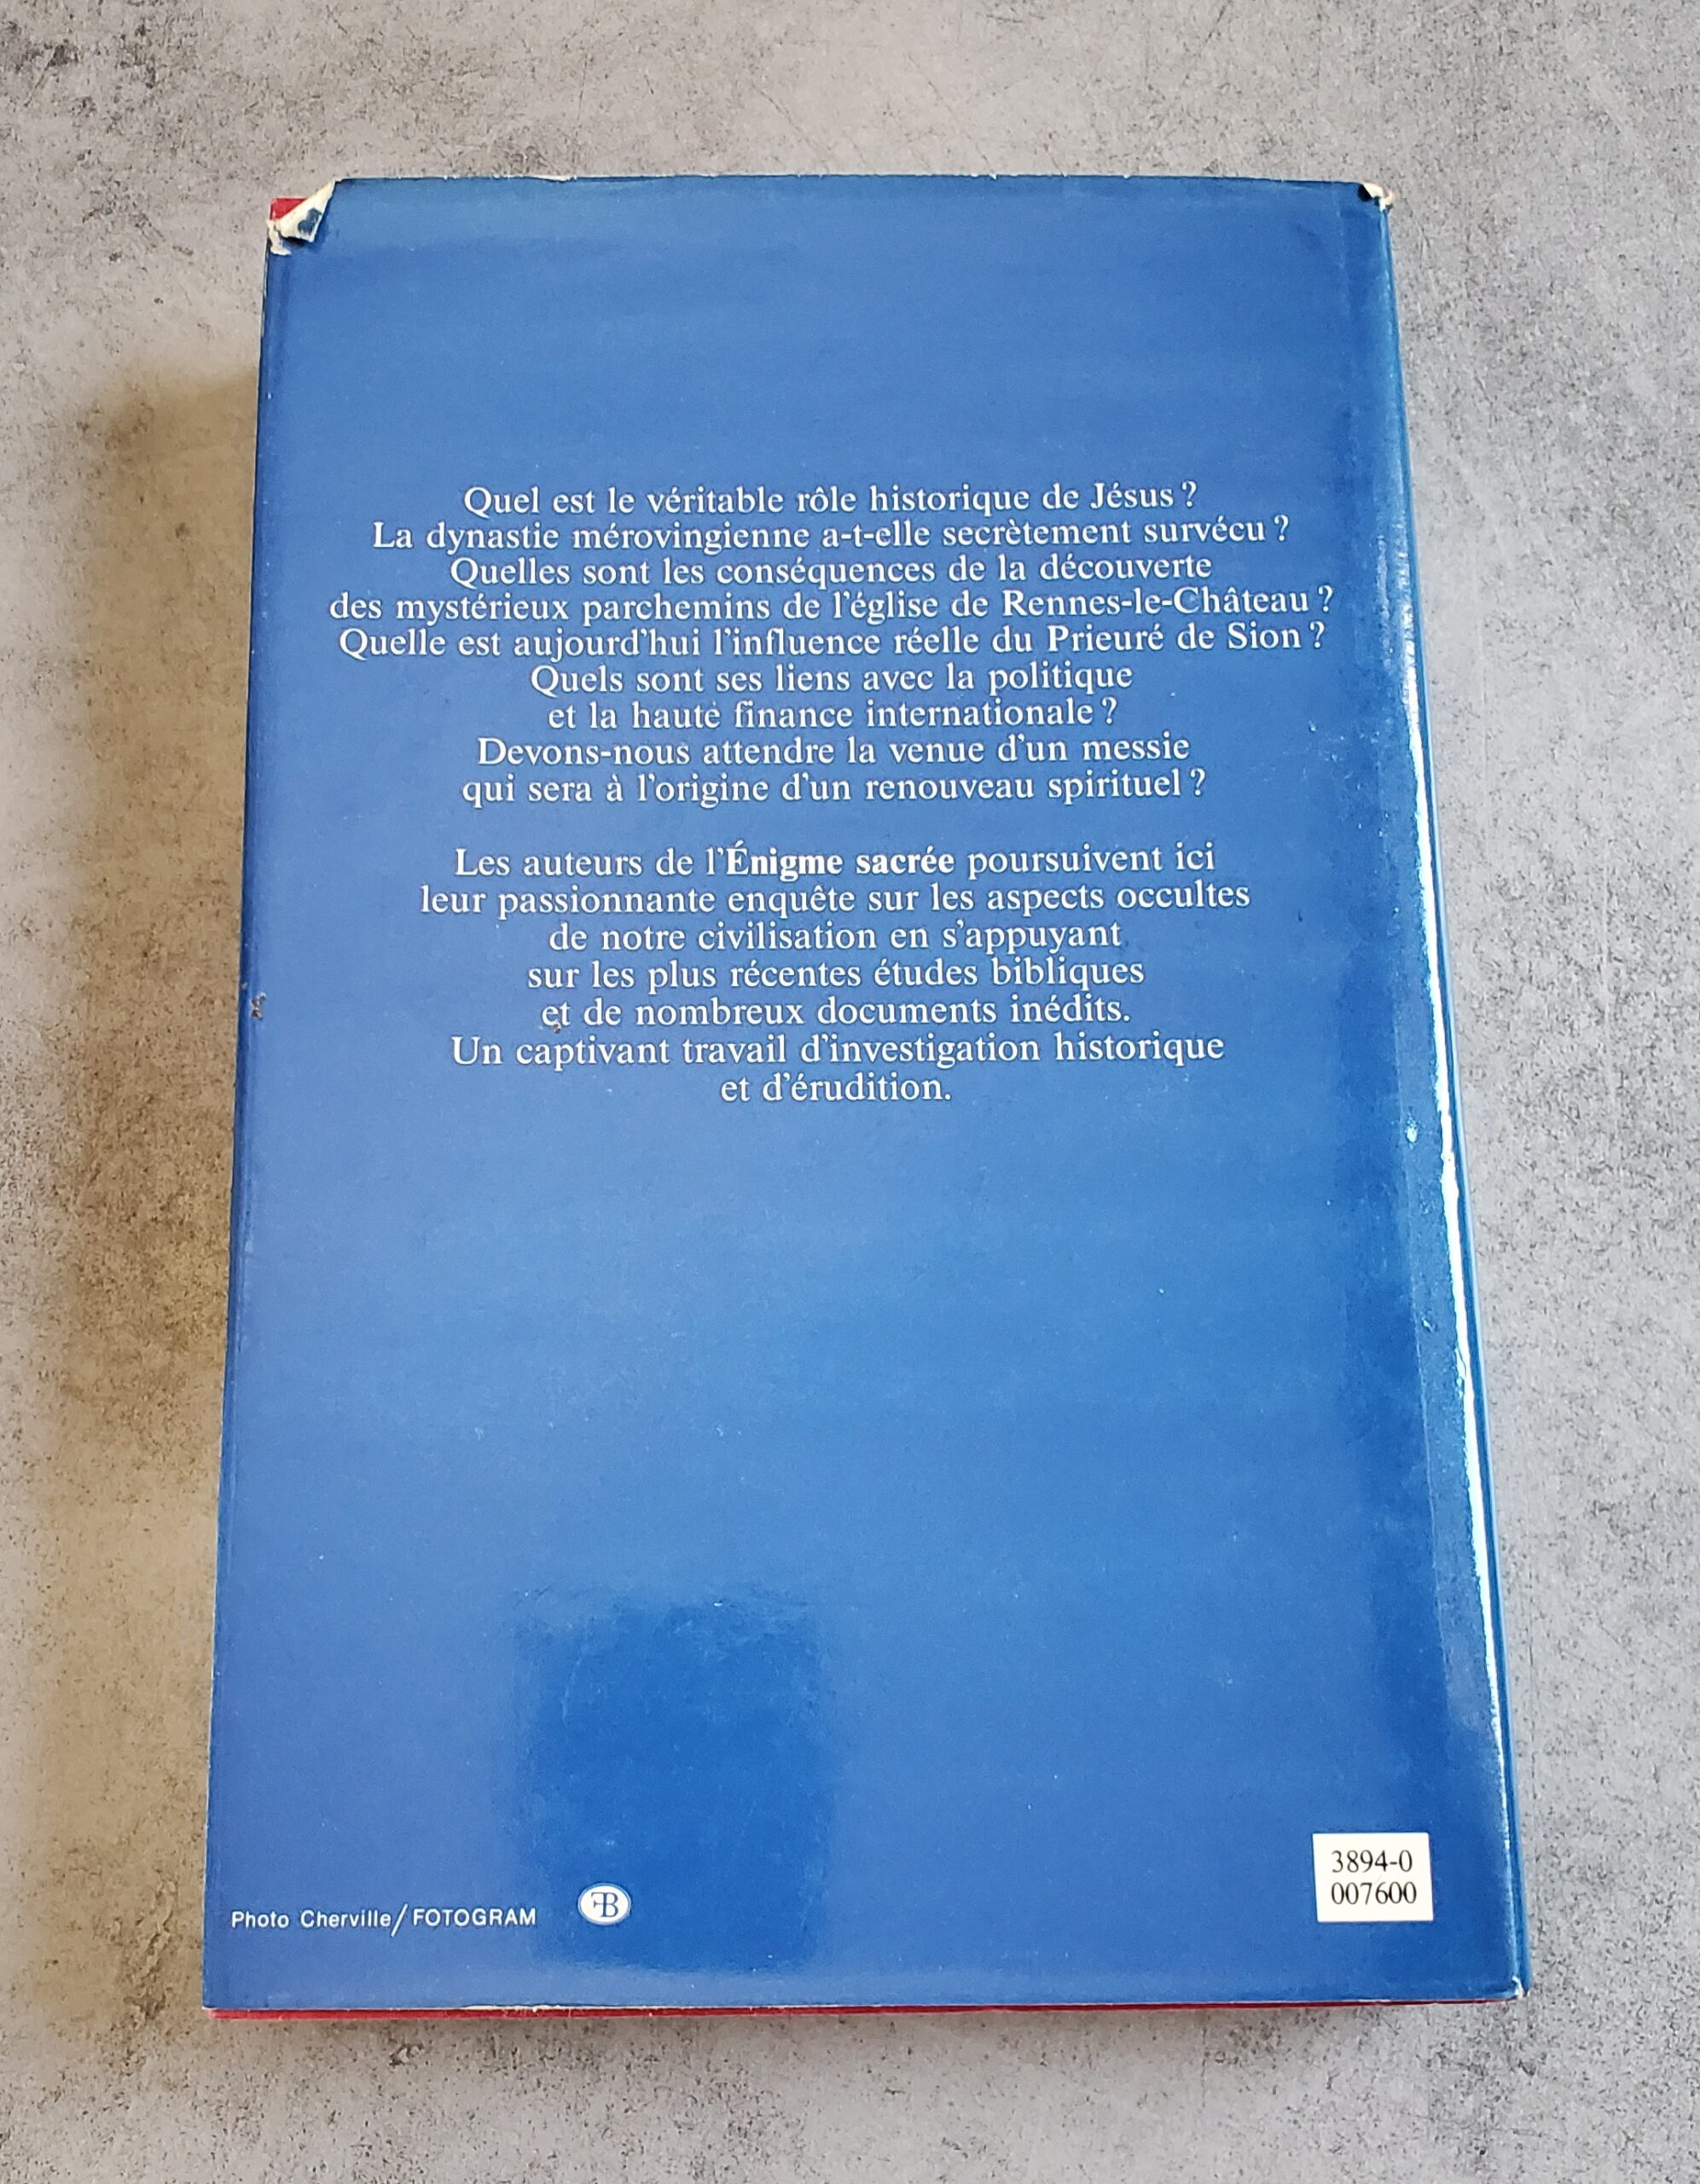 Quel est le véritable rôle historique de Jésus ?
La dynastie mérovingienne a-t-elle secrètement survécu ?
Quelles sont les conséquences de la découverte
des mystérieux parchemins de l'église de Rennes-le-Château ?
Quelle est aujourd'hui l'influence réelle du Prieuré de Sion ?
Quels sont ses liens avec la politique
et la haute finance internationale ?
Devons-nous attendre la venue d'un messie
qui sera à l'origine d'un renouveau spirituel ?
Les auteurs de l'Énigme sacrée poursuivent ici
leur passionnante enquête sur les aspects occultes
de notre civilisation en s'appuyant
sur les plus récentes études bibliques
et de nombreux documents inédits.
Un captivant travail d'investigation historique
et d'érudition.
3894-0
007600
Photo Cherville/FOTOGRAM
FB